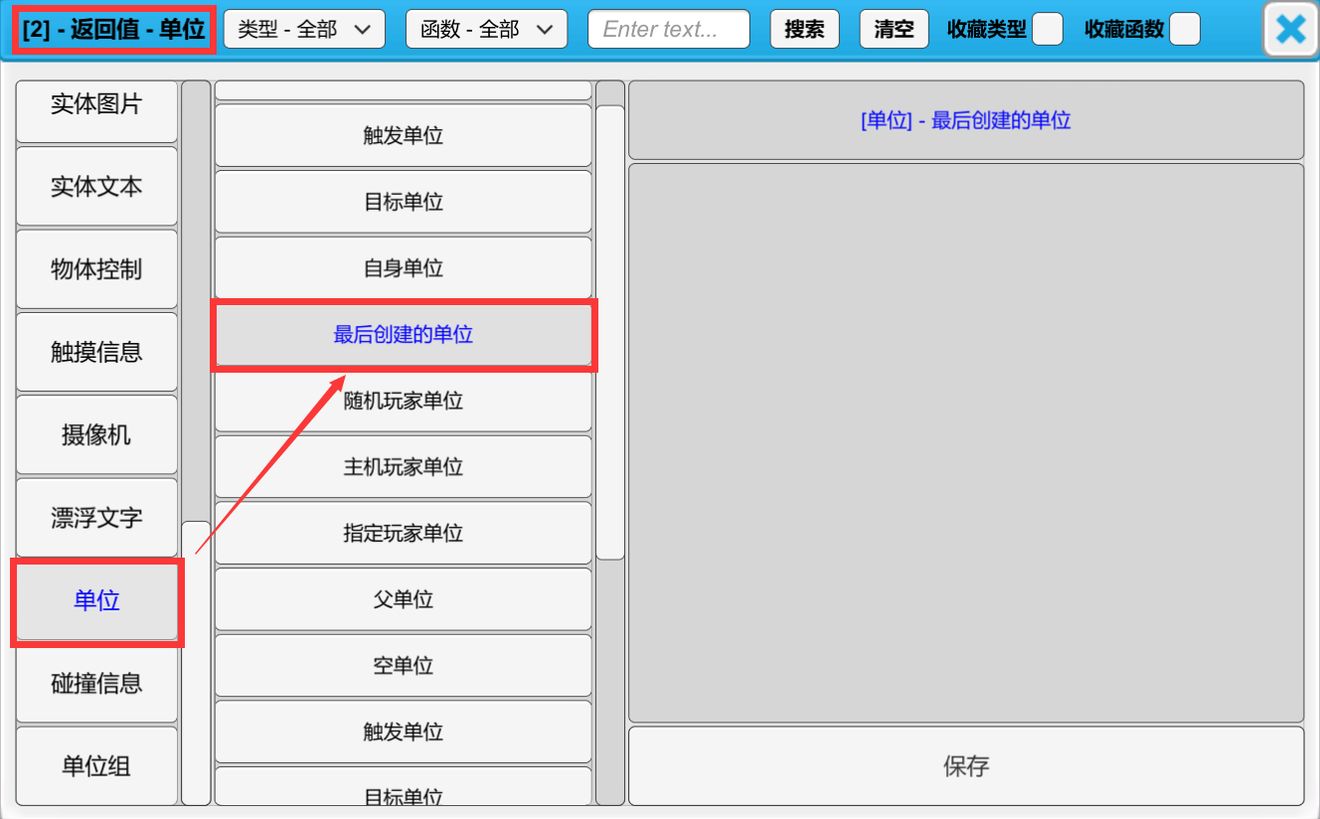 [2] - 返回值 - 单位
类型 - 全部
函数 - 全部
Enter text...
搜索
清空
收藏类型
收藏函数
实体图片
实体文本
物体控制
触摸信息
摄像机
漂浮文字
单位
碰撞信息
单位组
触发单位
目标单位
自身单位
最后创建的单位
随机玩家单位
主机玩家单位
指定玩家单位
父单位
空单位
触发单位
目标单位
[单位] - 最后创建的单位
保存